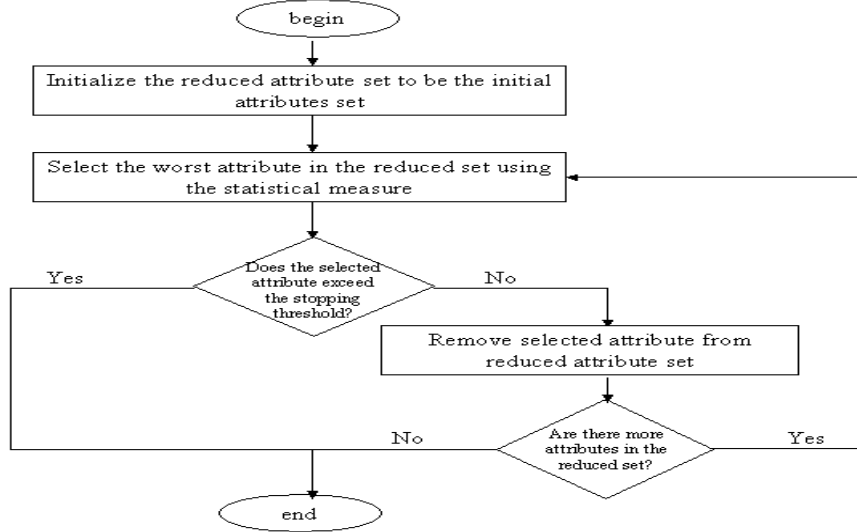 begin
Initialize the reduced attribute set to be the initial
attributes set
Select the worst attribute in the reduced set using
the statistical measure
Yes
Does the selected
attribute exceed
the stopping
threshold?
No
Remove selected attribute from
reduced attribute set
No
Are there more
attributes in the
reduced set?
Yes
end